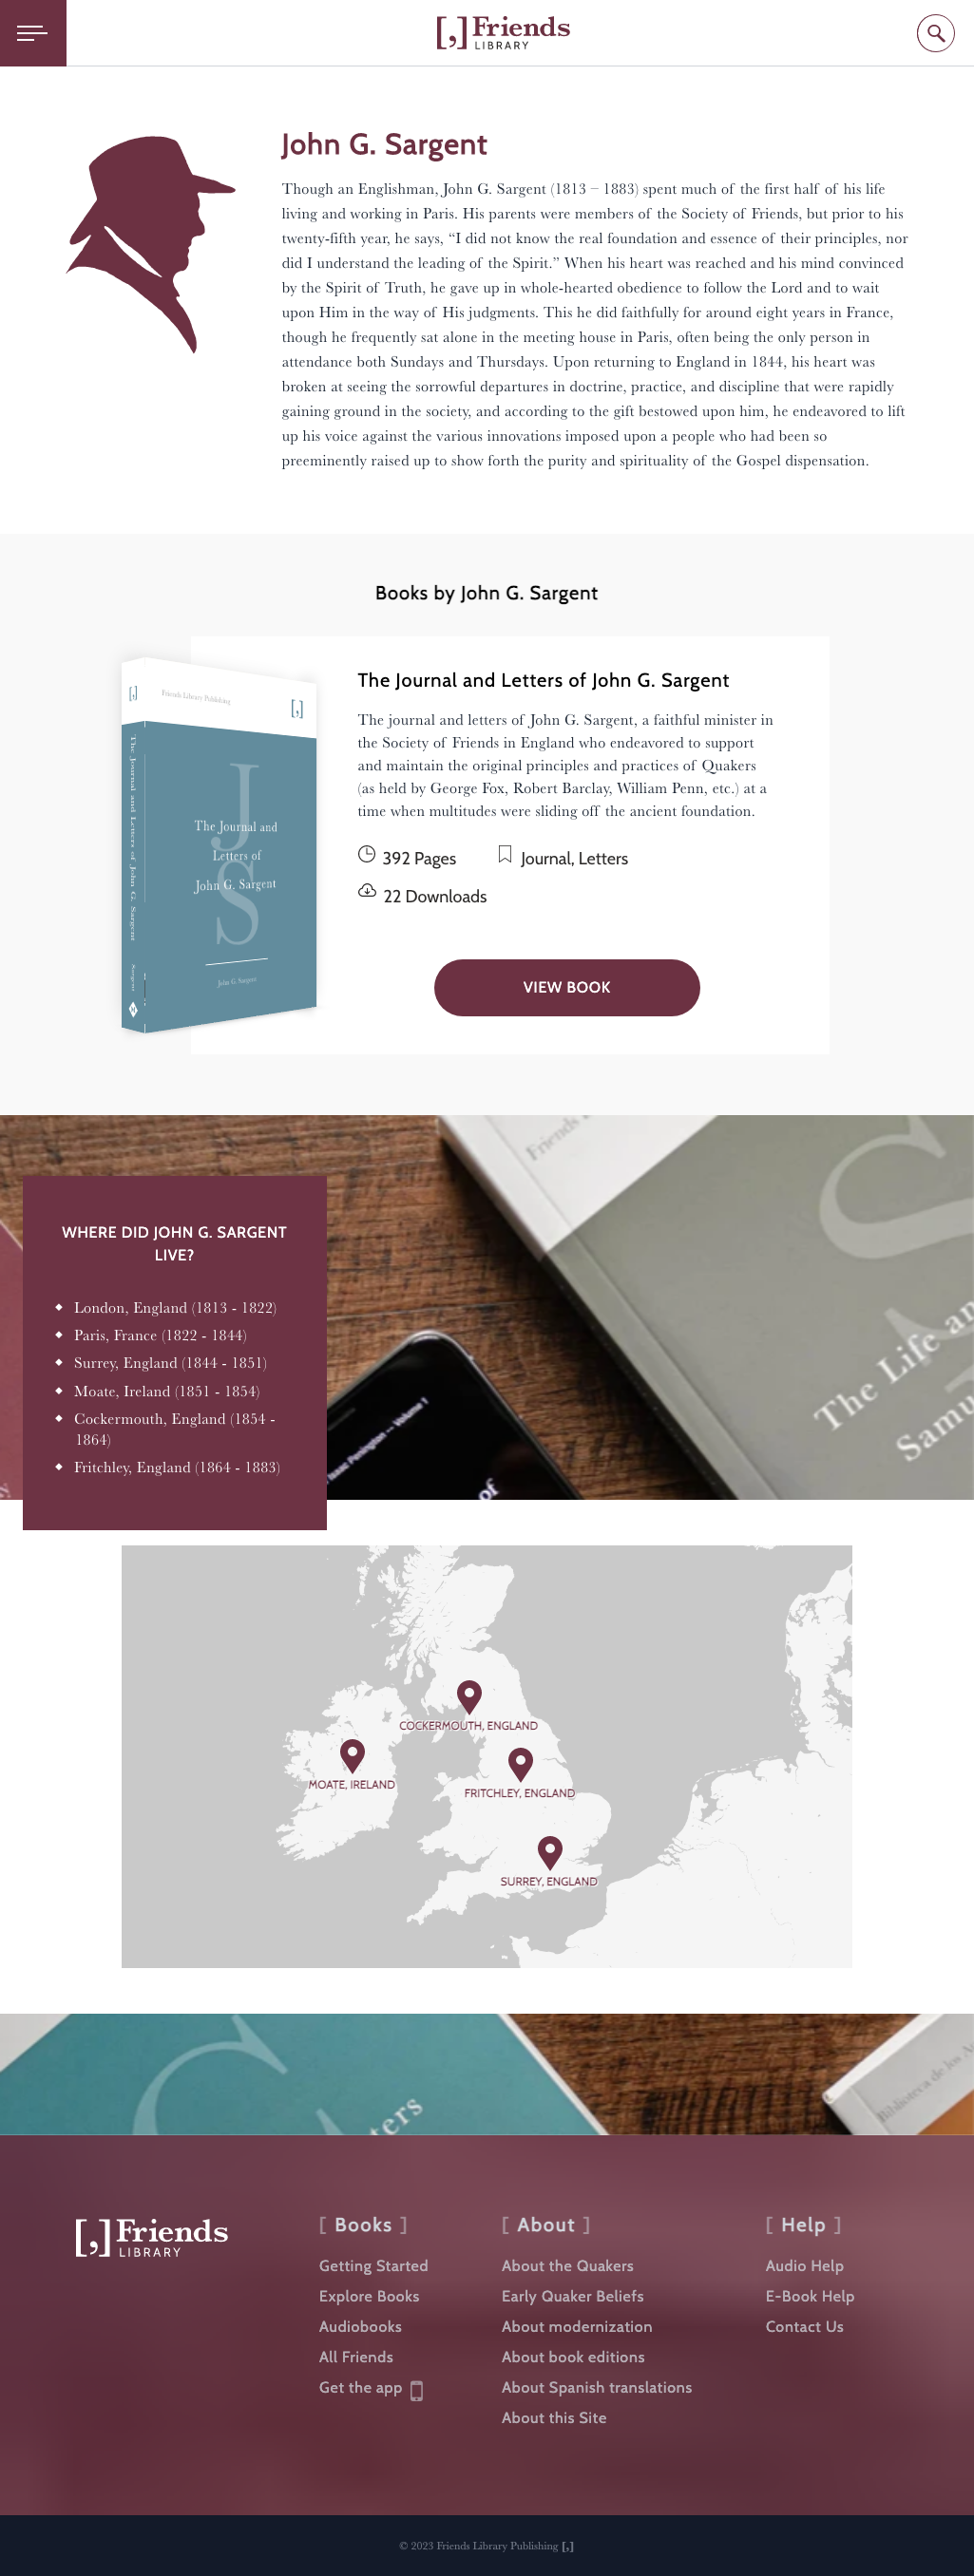 [,] Friends
LIBRARY
John G. Sargent
Though an Englishman, John G. Sargent (1813 – 1883) spent much of the first half of his life
living and working in Paris. His parents were members of the Society of Friends, but prior to his
twenty-fifth year, he says, “I did not know the real foundation and essence of their principles, nor
did I understand the leading of the Spirit.” When his heart was reached and his mind convinced
by the Spirit of Truth, he gave up in whole-hearted obedience to follow the Lord and to wait
upon Him in the way of His judgments. This he did faithfully for around eight years in France,
though he frequently sat alone in the meeting house in Paris, often being the only person in
attendance both Sundays and Thursdays. Upon returning to England in 1844, his heart was
broken at seeing the sorrowful departures in doctrine, practice, and discipline that were rapidly
gaining ground in the society, and according to the gift bestowed upon him, he endeavored to lift
up his voice against the various innovations imposed upon a people who had been so
preeminently raised up to show forth the purity and spirituality of the Gospel dispensation.
Books by John G. Sargent
[,]
Friends Library Publishing
[,]
The Journal and Letters of John G. Sargent
Sargent
JS
The Journal and
Letters of
John G. Sargent
John G. Sargent
The Journal and Letters of John G. Sargent
The journal and letters of John G. Sargent, a faithful minister in
the Society of Friends in England who endeavored to support
and maintain the original principles and practices of Quakers
(as held by George Fox, Robert Barclay, William Penn, etc.) at a
time when multitudes were sliding off the ancient foundation.
392 Pages
Journal, Letters
22 Downloads
VIEW BOOK
Friends
The Life an
Samu
Isaac Penington -- Volume 1
of
WHERE DID JOHN G. SARGENT
LIVE?
London, England (1813 - 1822)
Paris, France (1822 - 1844)
Surrey, England (1844 - 1851)
Moate, Ireland (1851 - 1854)
Cockermouth, England (1854 -
1864)
Fritchley, England (1864 - 1883)
COCKERMOUTH, ENGLAND
MOATE, IRELAND
FRITCHLEY, ENGLAND
SURREY, ENGLAND
tters
Biblioteca de los A
[,] Friends
LIBRARY
[ Books ]
Getting Started
Explore Books
Audiobooks
All Friends
Get the app
[ About ]
About the Quakers
Early Quaker Beliefs
About modernization
About book editions
About Spanish translations
About this Site
[ Help ]
Audio Help
E-Book Help
Contact Us
© 2023 Friends Library Publishing [,]